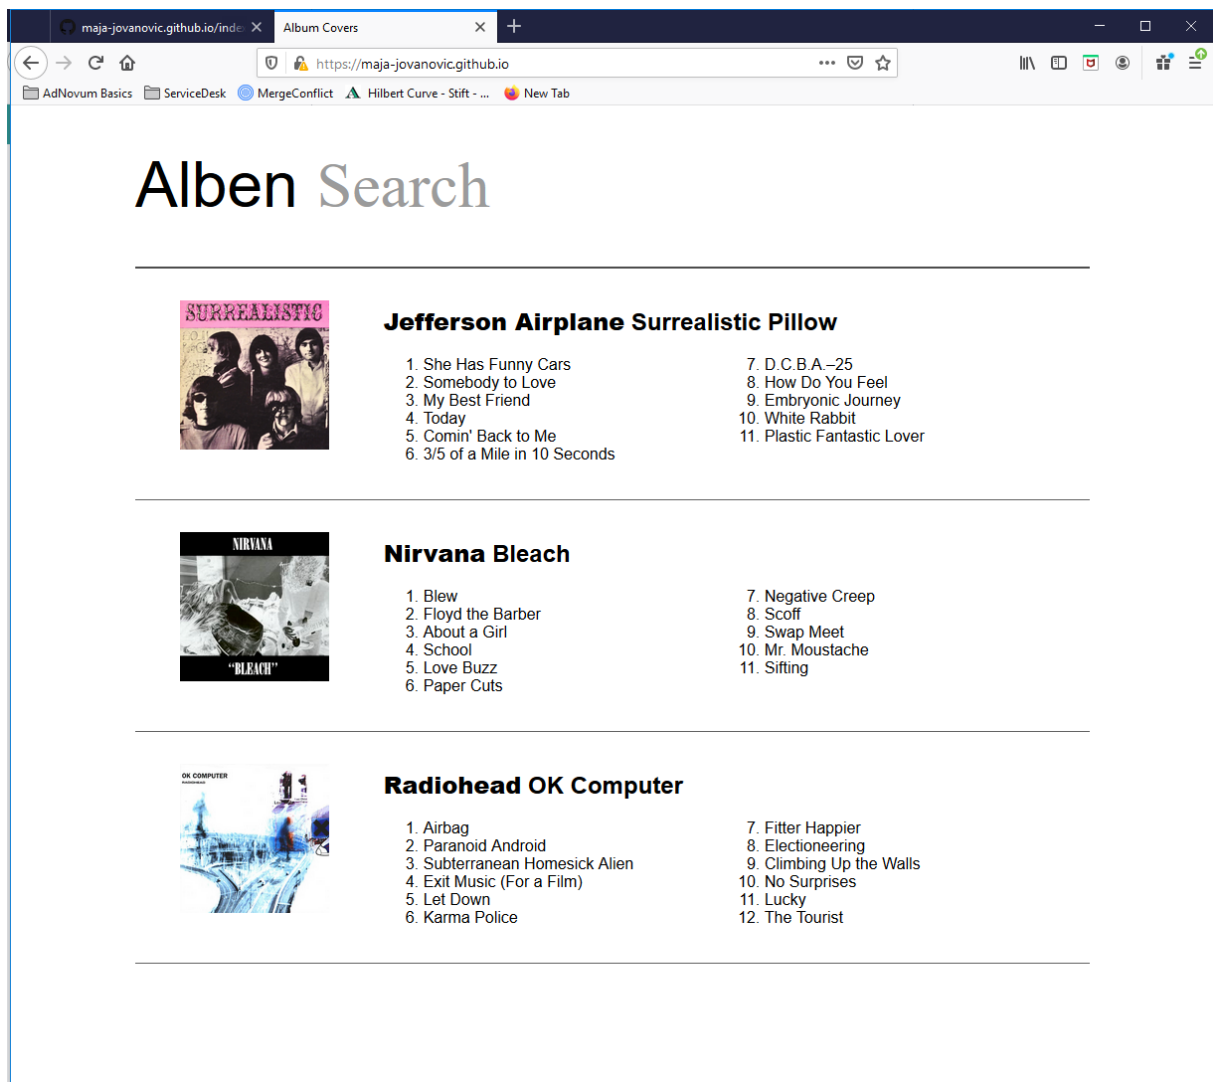 maja-jovanovic.github.io/inde
Album Covers
https://maja-jovanovic.github.io
AdNovum Basics
ServiceDesk
MergeConflict
Hilbert Curve - Stift - ...
New Tab
Alben Search
SURREALISTIC
Jefferson Airplane Surrealistic Pillow
1. She Has Funny Cars
2. Somebody to Love
3. My Best Friend
4. Today
5. Comin' Back to Me
6. 3/5 of a Mile in 10 Seconds
7. D.C.B.A.–25
8. How Do You Feel
9. Embryonic Journey
10. White Rabbit
11. Plastic Fantastic Lover
NIRVANA
“BLEACH”
Nirvana Bleach
1. Blew
2. Floyd the Barber
3. About a Girl
4. School
5. Love Buzz
6. Paper Cuts
7. Negative Creep
8. Scoff
9. Swap Meet
10. Mr. Moustache
11. Sifting
OK COMPUTER
Radiohead OK Computer
1. Airbag
2. Paranoid Android
3. Subterranean Homesick Alien
4. Exit Music (For a Film)
5. Let Down
6. Karma Police
7. Fitter Happier
8. Electioneering
9. Climbing Up the Walls
10. No Surprises
11. Lucky
12. The Tourist